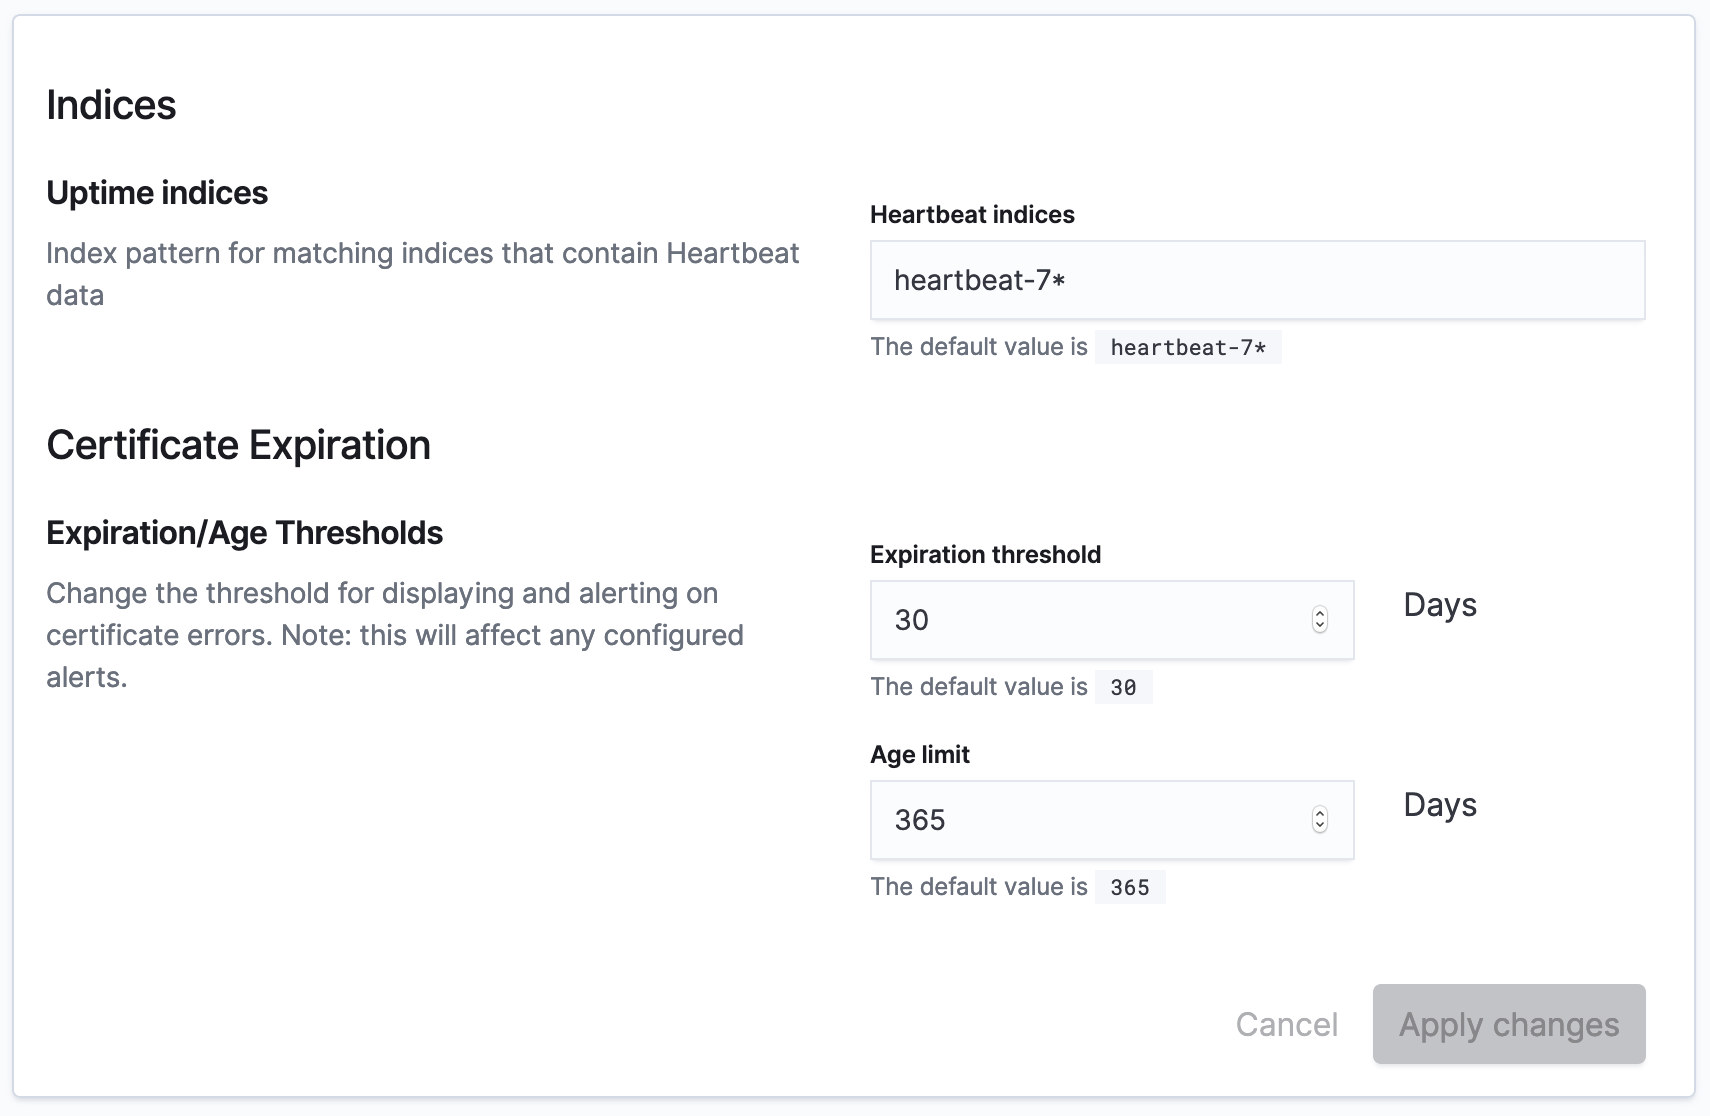 Indices
Uptime indices
Index pattern for matching indices that contain Heartbeat
data
Heartbeat indices
heartbeat-7*
The default value is heartbeat-7*
Certificate Expiration
Expiration/Age Thresholds
Change the threshold for displaying and alerting on
certificate errors. Note: this will affect any configured
alerts.
Expiration threshold
30 Days
The default value is 30
Age limit
365 Days
The default value is 365
Cancel Apply changes